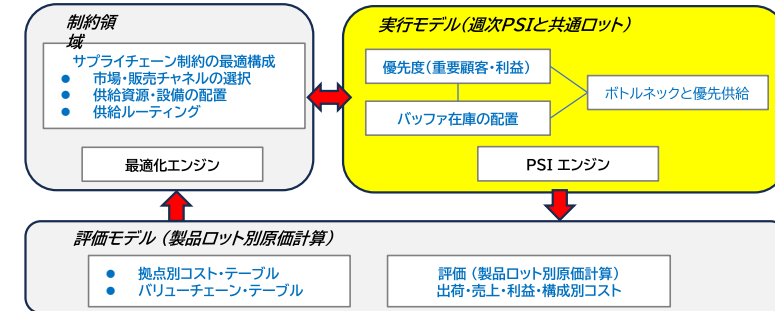 制約領
域
サプライチェーン制約の最適構成
● 市場・販売チャネルの選択
● 供給資源・設備の配置
● 供給ルーティング
最適化エンジン
実行モデル(週次PSIと共通ロット)
優先度(重要顧客・利益)
バッファ在庫の配置
ボトルネックと優先供給
PSI エンジン
評価モデル (製品ロット別原価計算)
● 拠点別コスト・テーブル
● バリューチェーン・テーブル
評価 (製品ロット別原価計算)
出荷・売上・利益・構成別コスト